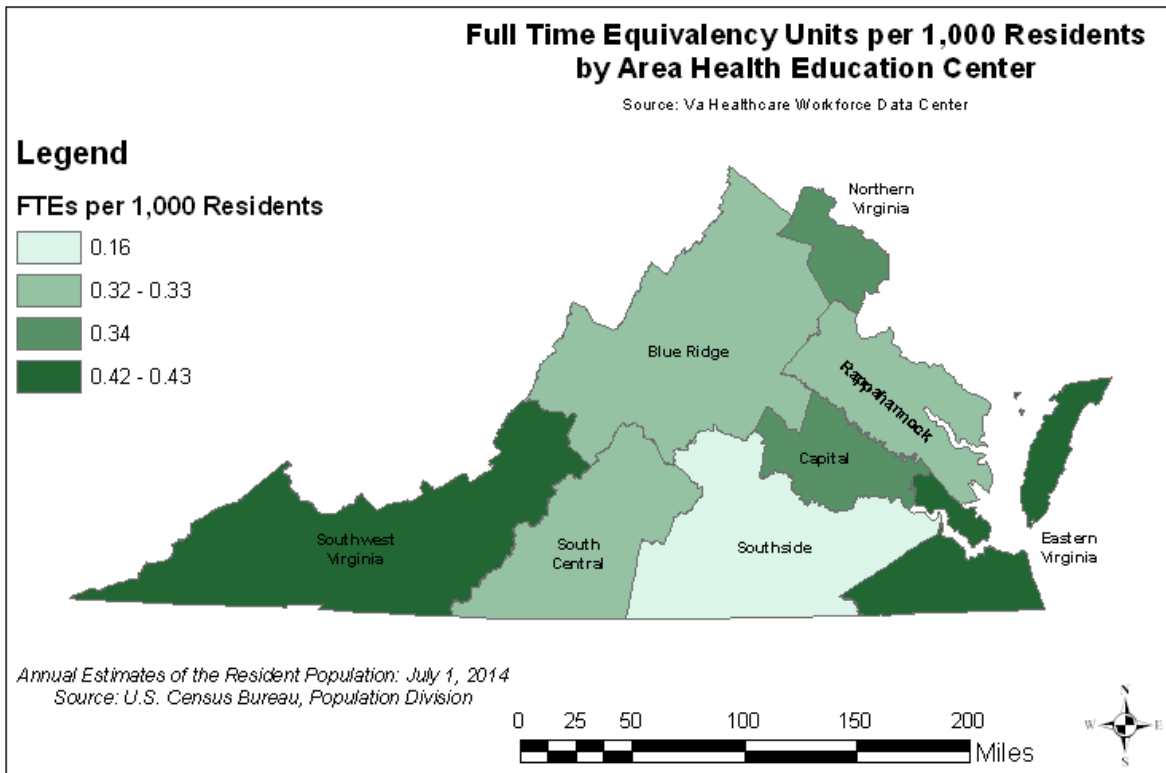 Full Time Equivalency Units per 1,000 Residents
by Area Health Education Center
Source: Va Healthcare Workforce Data Center
Legend
FTEs per 1,000 Residents
0.16
0.32 - 0.33
0.34
0.42 - 0.43
Northern
Virginia
Blue Ridge
Rappahannock
Capital
Southwest
Virginia
South
Central
Southside
Eastern
Virginia
Annual Estimates of the Resident Population: July 1, 2014
Source: U.S. Census Bureau, Population Division
0 25 50 100 150 200
Miles
N
W E
S